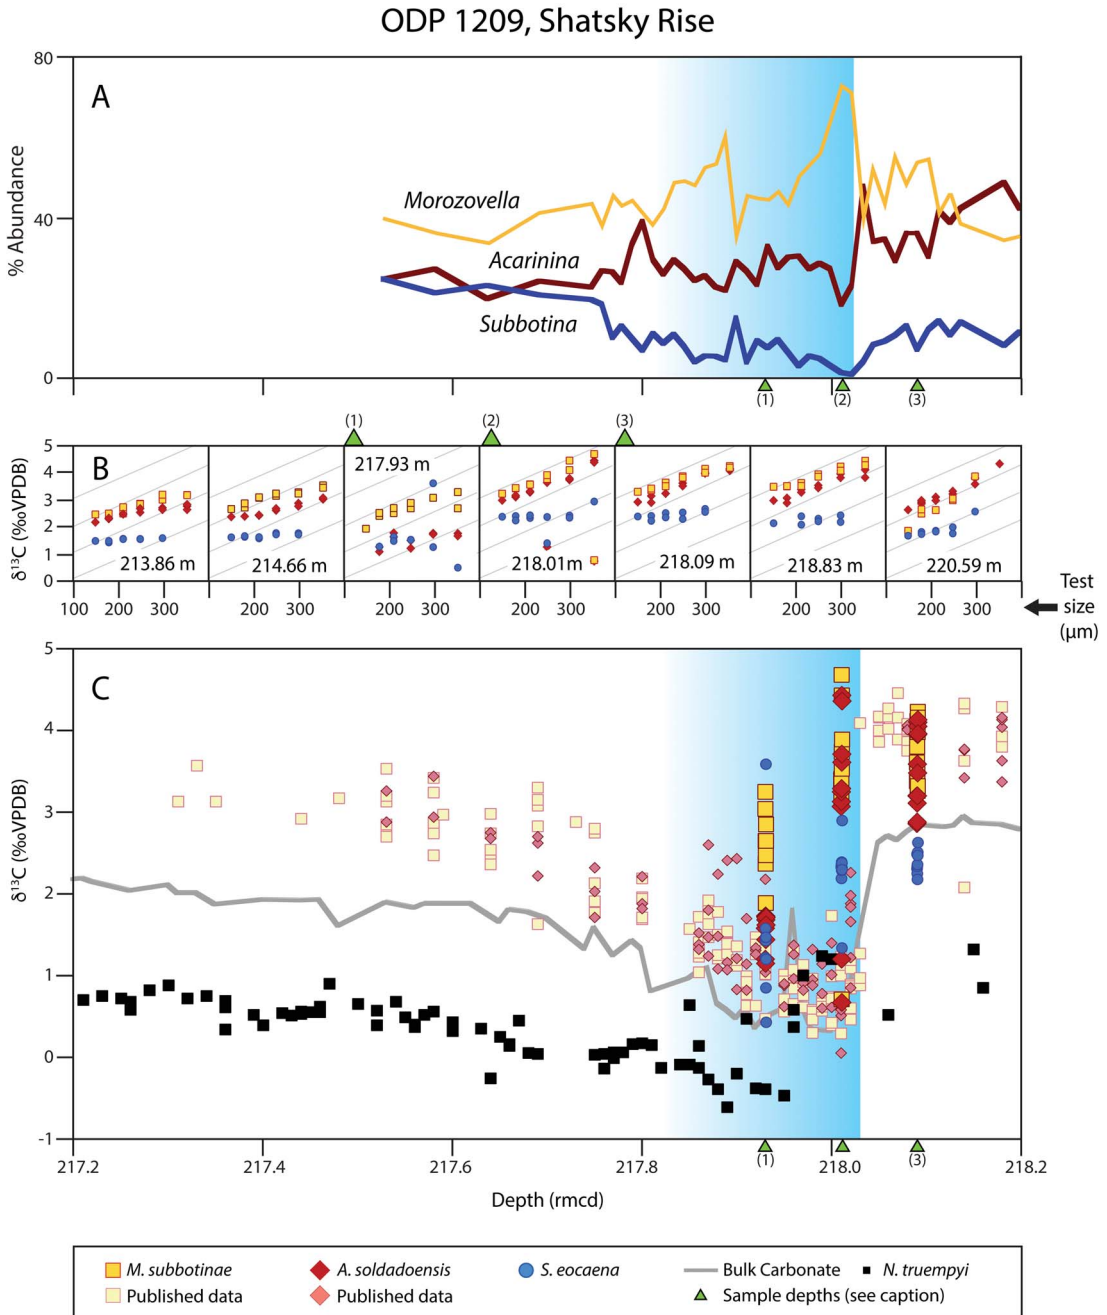 ODP 1209, Shatsky Rise
80
A
Morozovella
% Abundance
40
Acarinina
Subbotina
0
(1) (2) (3)
(1) (2) (3)
5
B
217.93 m
4
3
2
1
0
δ¹³C (‰VPDB)
213.86 m 214.66 m 218.01m 218.09 m 218.83 m 220.59 m
100 200 300 200 300 200 300 200 300 200 300 200 300 200 300
Test
size
(µm)
5
C
4
3
δ¹³C (‰VPDB)
2
1
0
-1
(1) (2) (3)
217.2 217.4 217.6 217.8 218.0 218.2
Depth (rmcd)
M. subbotinae A. soldadoensis S. eocaena Bulk Carbonate N. truempyi
Published data Published data Sample depths (see caption)